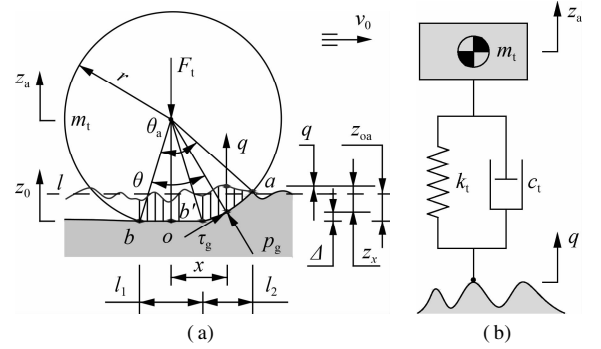 v₀
zₐ
r
Fₜ
mₜ
θₐ
q
q
zₒₐ
z₀
l
θ
a
b
o
b′
τg
pg
Δ
zₓ
x
l₁
l₂
(a)
zₐ
mₜ
kₜ
cₜ
q
(b)